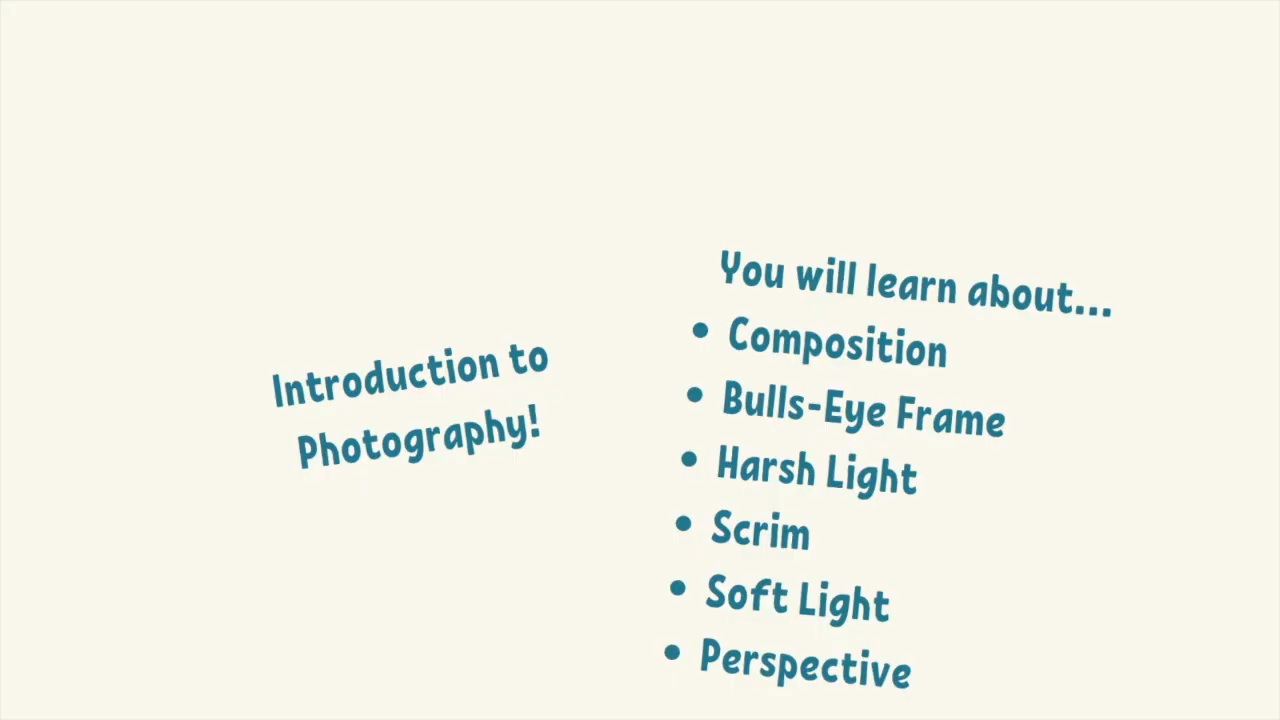 Introduction to
Photography!
You will learn about...
• Composition
• Bulls-Eye Frame
• Harsh Light
• Scrim
• Soft Light
• Perspective